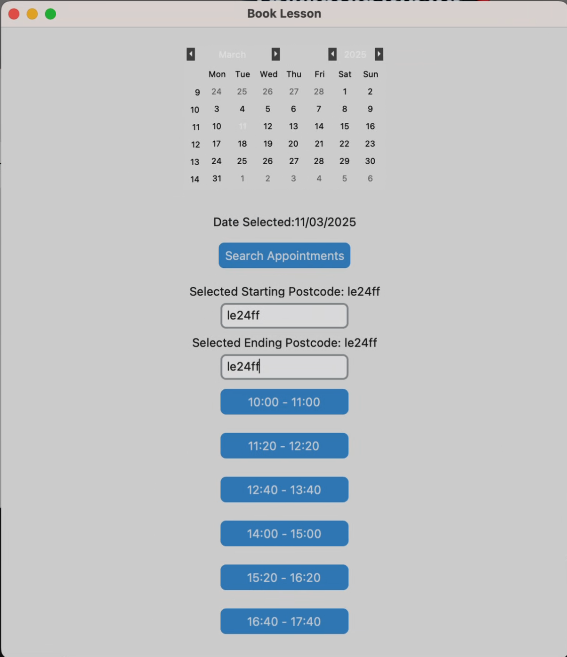 Book Lesson
March 2025
Mon Tue Wed Thu Fri Sat Sun
9 24 25 26 27 28 1 2
10 3 4 5 6 7 8 9
11 10 11 12 13 14 15 16
12 17 18 19 20 21 22 23
13 24 25 26 27 28 29 30
14 31 1 2 3 4 5 6
Date Selected:11/03/2025
Search Appointments
Selected Starting Postcode: le24ff
le24ff
Selected Ending Postcode: le24ff
le24ff
10:00 - 11:00
11:20 - 12:20
12:40 - 13:40
14:00 - 15:00
15:20 - 16:20
16:40 - 17:40